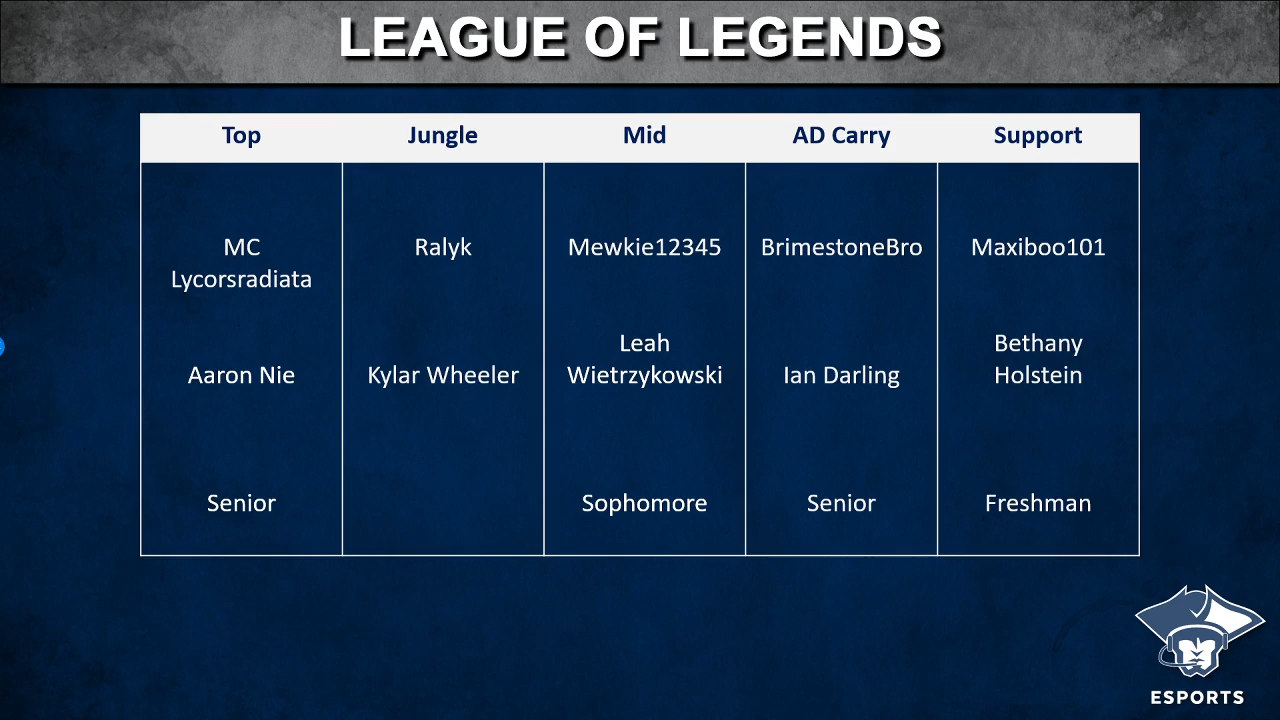 LEAGUE OF LEGENDS
Top Jungle Mid AD Carry Support
MC Ralyk Mewkie12345 BrimestoneBro Maxiboo101
Lycorsradiata
Leah Bethany
Aaron Nie Kylar Wheeler Wietrzykowski Ian Darling Holstein
Senior Sophomore Senior Freshman
ESPORTS